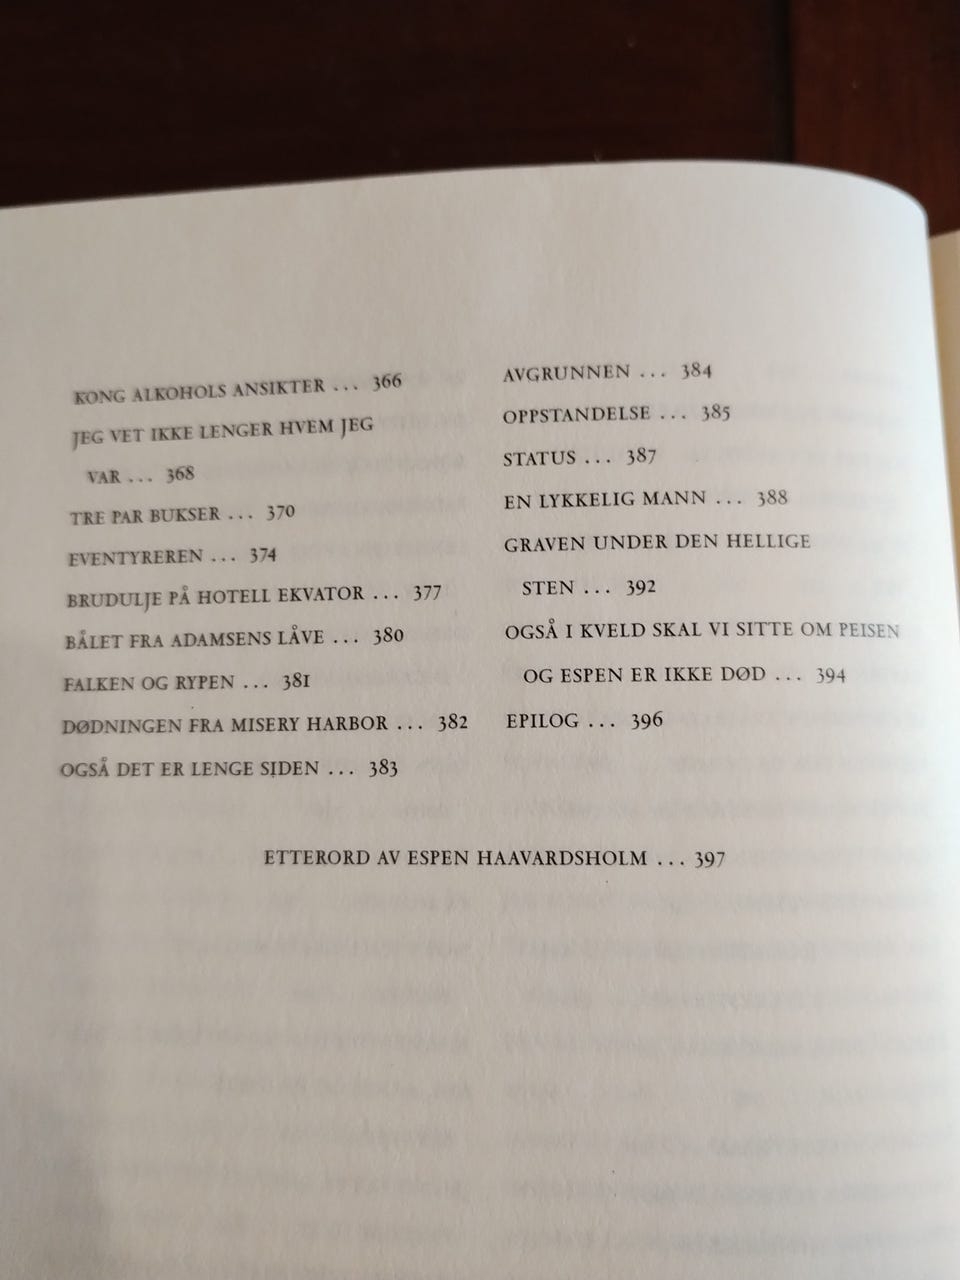 KONG ALKOHOLS ANSIKTER ... 366
JEG VET IKKE LENGER HVEM JEG
VAR ... 368
TRE PAR BUKSER ... 370
EVENTYREREN ... 374
BRUDULJE PÅ HOTELL EKVATOR ... 377
BÅLET FRA ADAMSENS LÅVE ... 380
FALKEN OG RYPEN ... 381
DØDNINGEN FRA MISERY HARBOR ... 382
OGSÅ DET ER LENGE SIDEN ... 383
AVGRUNNEN ... 384
OPPSTANDELSE ... 385
STATUS ... 387
EN LYKKELIG MANN ... 388
GRAVEN UNDER DEN HELLIGE
STEN ... 392
OGSÅ I KVELD SKAL VI SITTE OM PEISEN
OG ESPEN ER IKKE DØD ... 394
EPILOG ... 396
ETTERORD AV ESPEN HAAVARDSHOLM ... 397